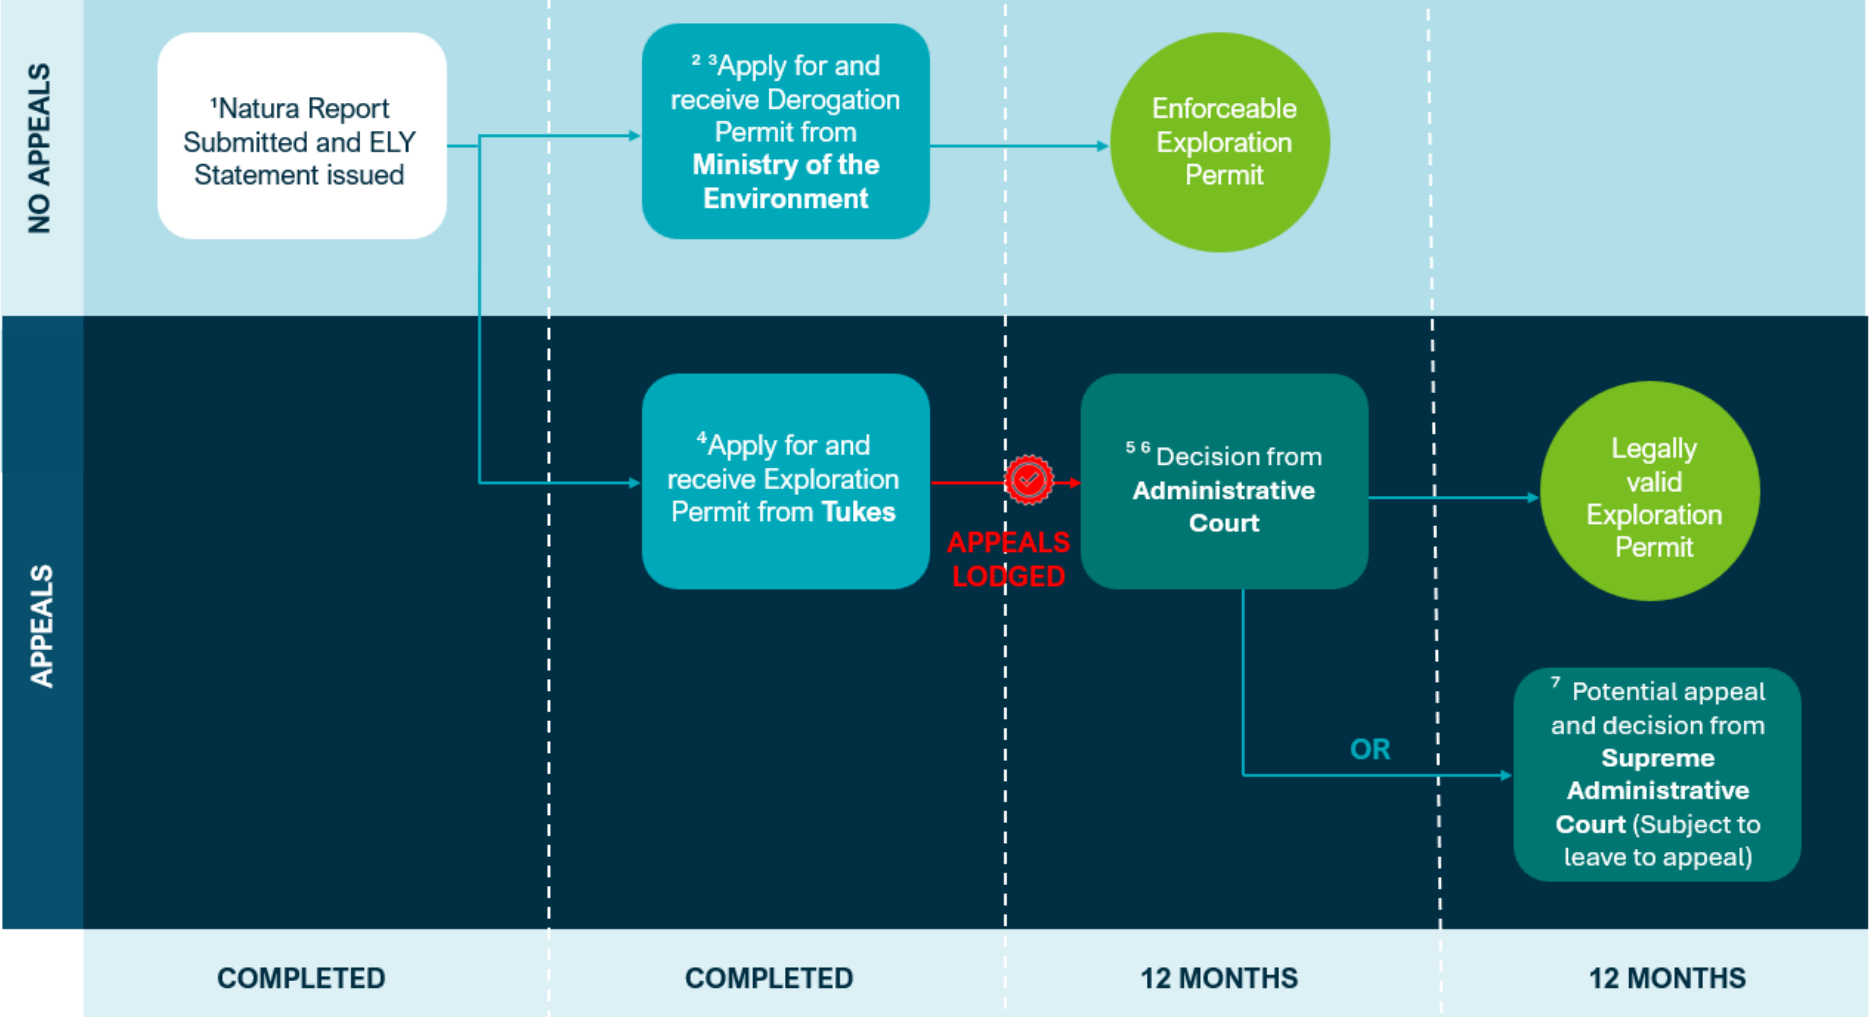 NO APPEALS
¹Natura Report
Submitted and ELY
Statement issued
² ³Apply for and
receive Derogation
Permit from
Ministry of the
Environment
Enforceable
Exploration
Permit
APPEALS
⁴Apply for and
receive Exploration
Permit from Tukes
APPEALS
LODGED
⁵ ⁶ Decision from
Administrative
Court
Legally
valid
Exploration
Permit
OR
⁷ Potential appeal
and decision from
Supreme
Administrative
Court (Subject to
leave to appeal)
COMPLETED
COMPLETED
12 MONTHS
12 MONTHS